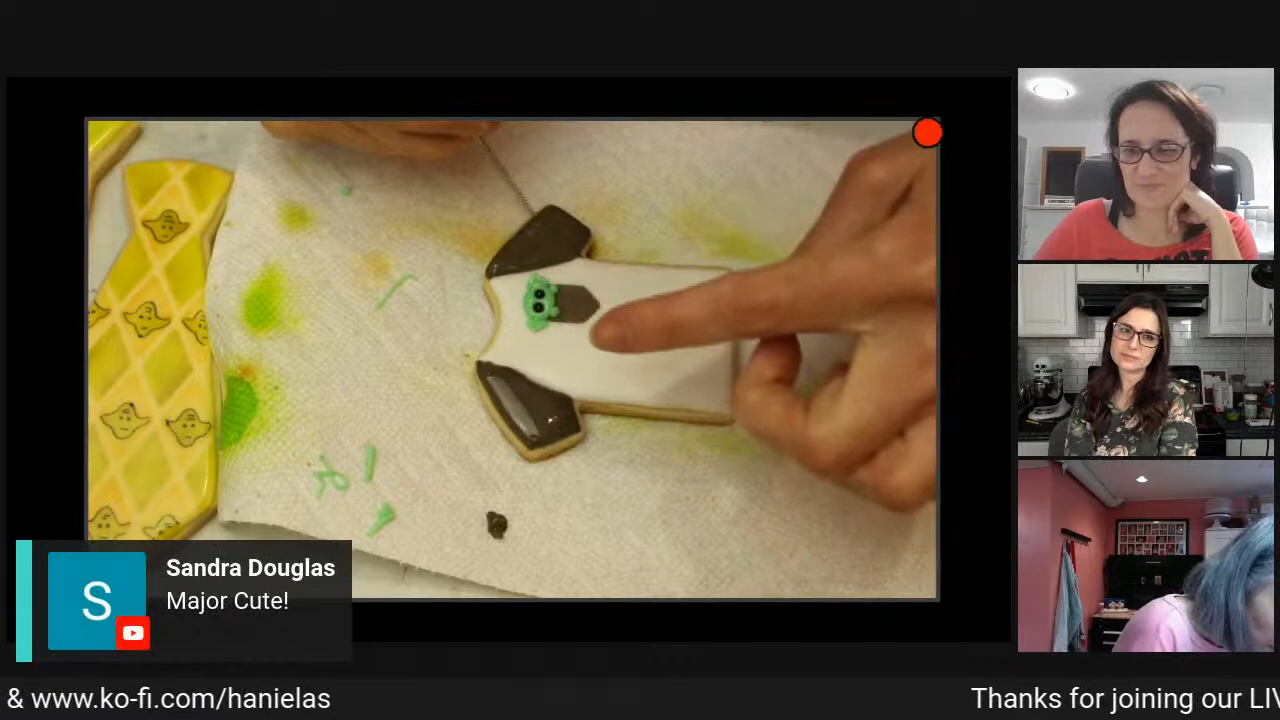 S
Sandra Douglas
Major Cute!
& www.ko-fi.com/hanielas
Thanks for joining our LIV